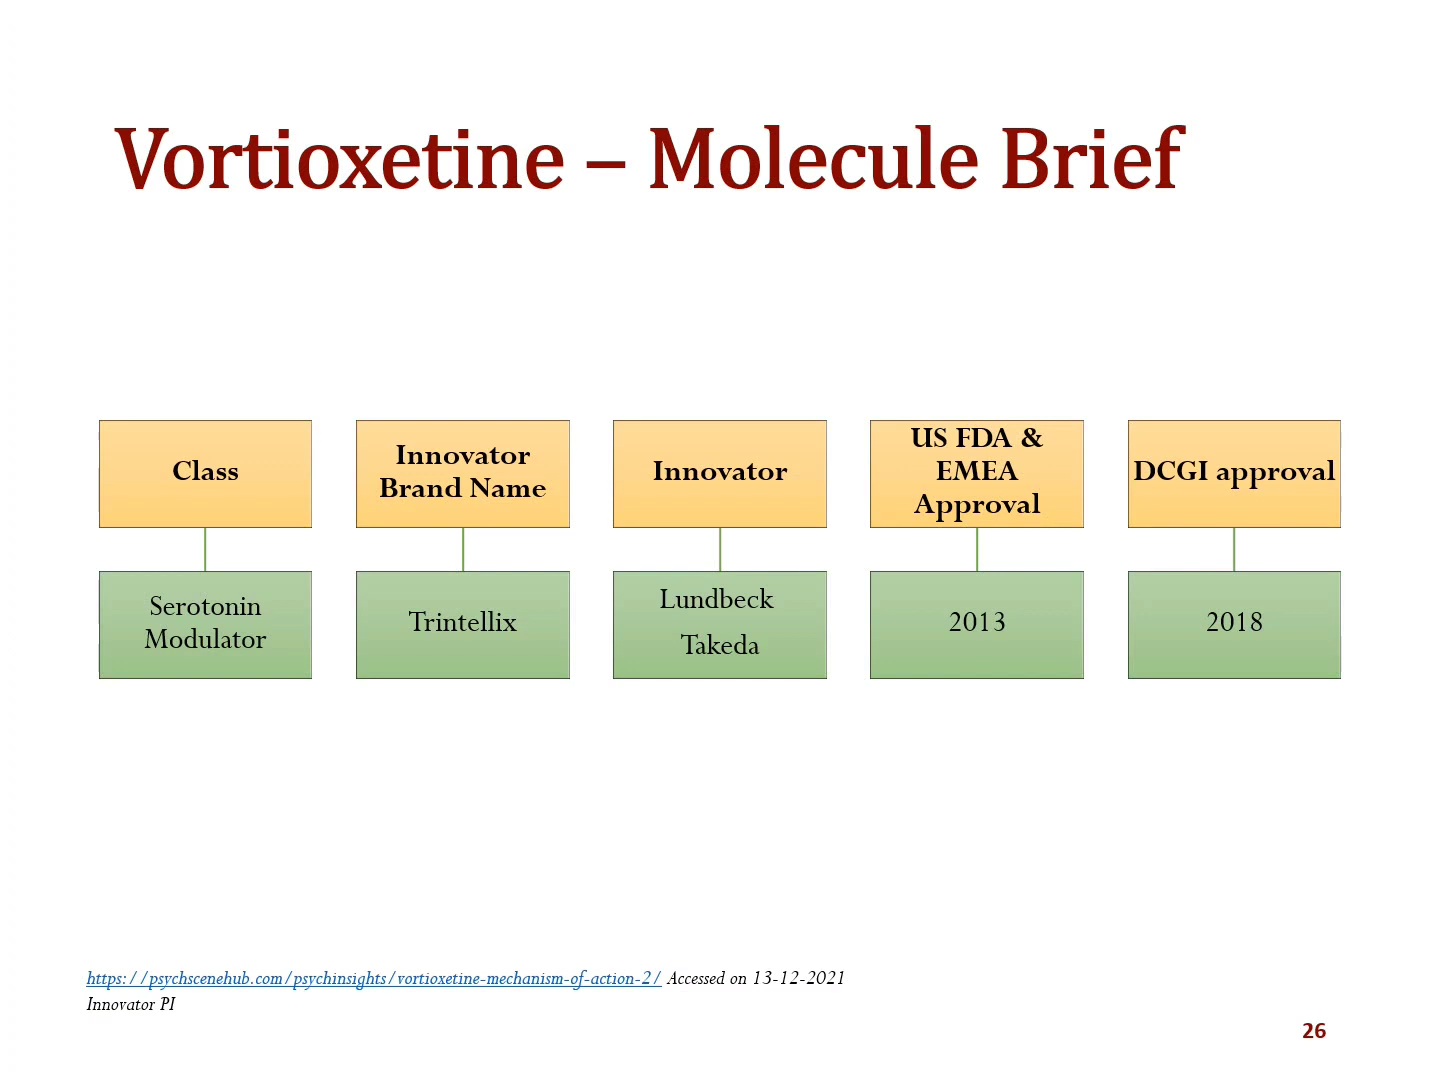 Vortioxetine – Molecule Brief
Class
Serotonin
Modulator
Innovator
Brand Name
Trintellix
Innovator
Lundbeck
Takeda
US FDA &
EMEA
Approval
2013
DCGI approval
2018
https://psychscenehub.com/psychinsights/vortioxetine-mechanism-of-action-2/ Accessed on 13-12-2021
Innovator PI
26